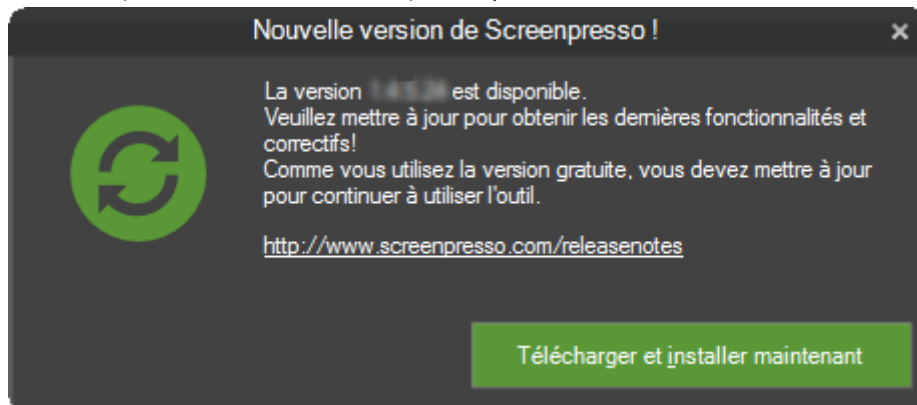 Nouvelle version de Screenpresso !
La version est disponible.
Veuillez mettre à jour pour obtenir les dernières fonctionnalités et
correctifs!
Comme vous utilisez la version gratuite, vous devez mettre à jour
pour continuer à utiliser l'outil.
http://www.screenpresso.com/releasenotes
Télécharger et installer maintenant